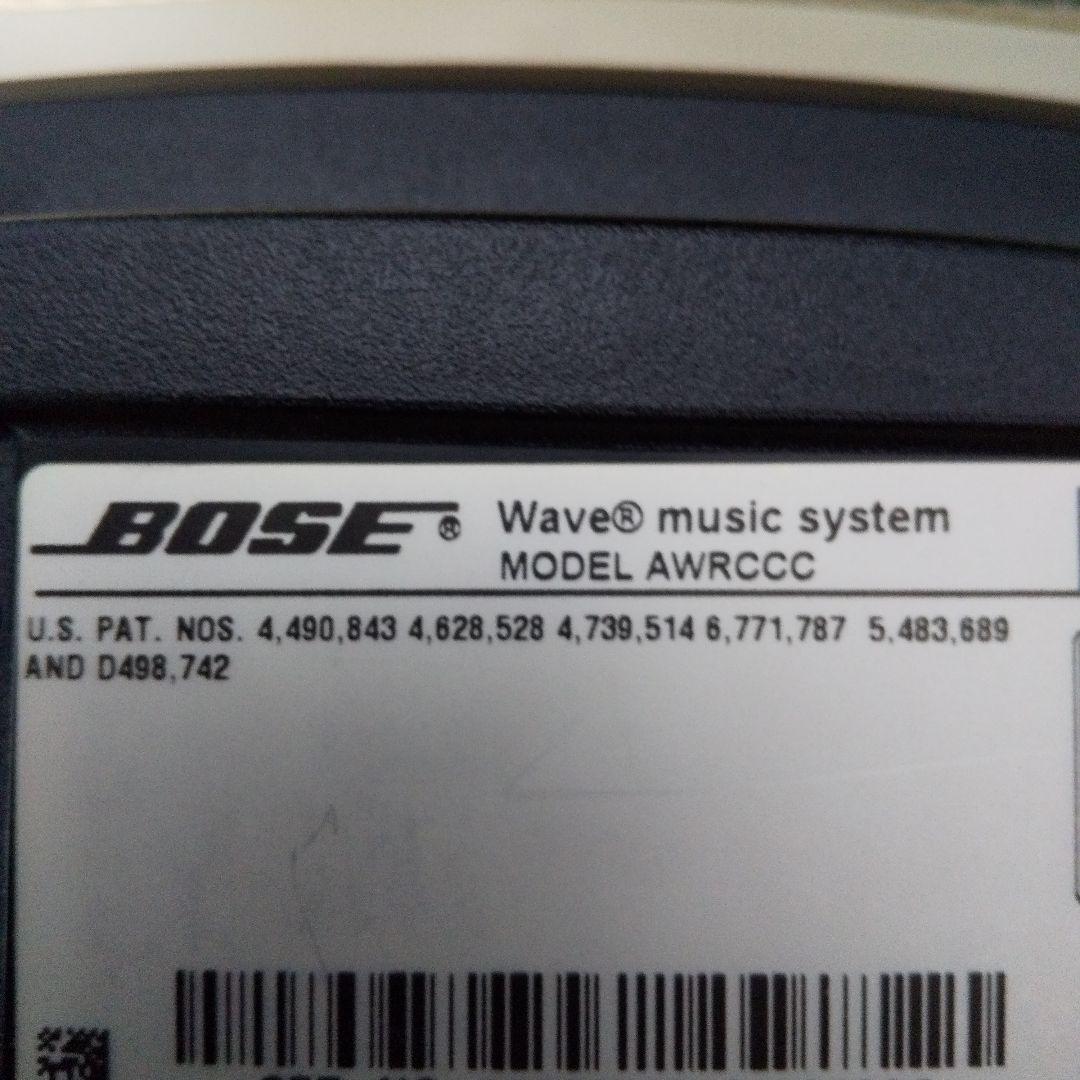 BOSE® Wave® music system
MODEL AWRCCC
U.S. PAT. NOS. 4,490,843 4,628,528 4,739,514 6,771,787 5,483,689
AND D498,742